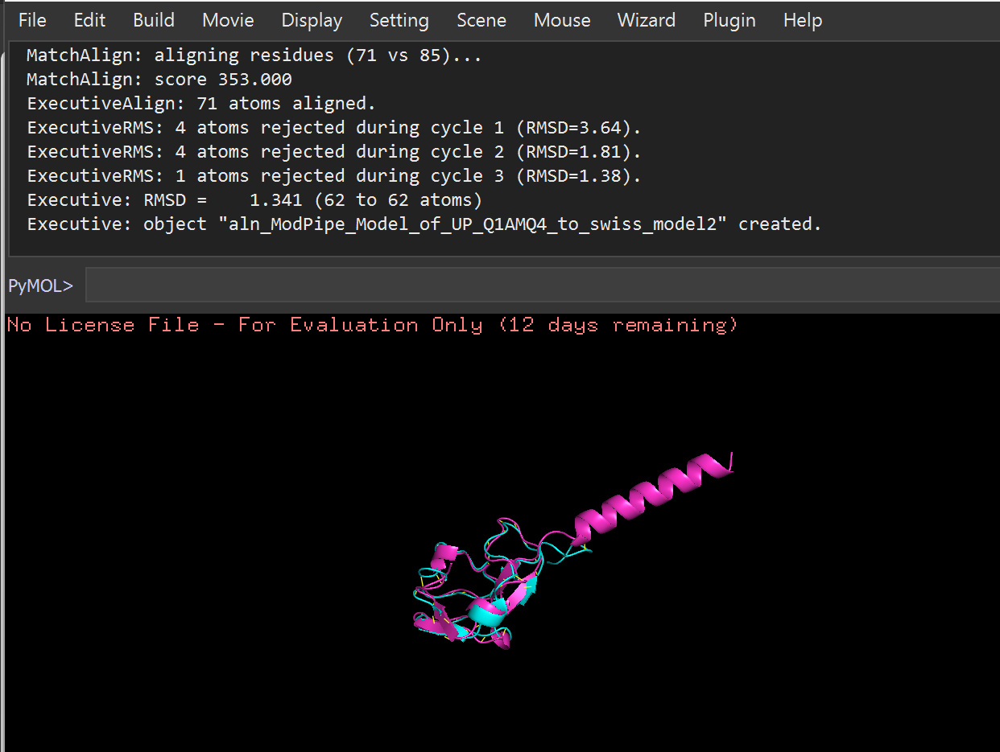 File Edit Build Movie Display Setting Scene Mouse Wizard Plugin Help
MatchAlign: aligning residues (71 vs 85)...
MatchAlign: score 353.000
ExecutiveAlign: 71 atoms aligned.
ExecutiveRMS: 4 atoms rejected during cycle 1 (RMSD=3.64).
ExecutiveRMS: 4 atoms rejected during cycle 2 (RMSD=1.81).
ExecutiveRMS: 1 atoms rejected during cycle 3 (RMSD=1.38).
Executive: RMSD =    1.341 (62 to 62 atoms)
Executive: object "aln_ModPipe_Model_of_UP_Q1AMQ4_to_swiss_model2" created.
PyMOL>
No License File - For Evaluation Only (12 days remaining)